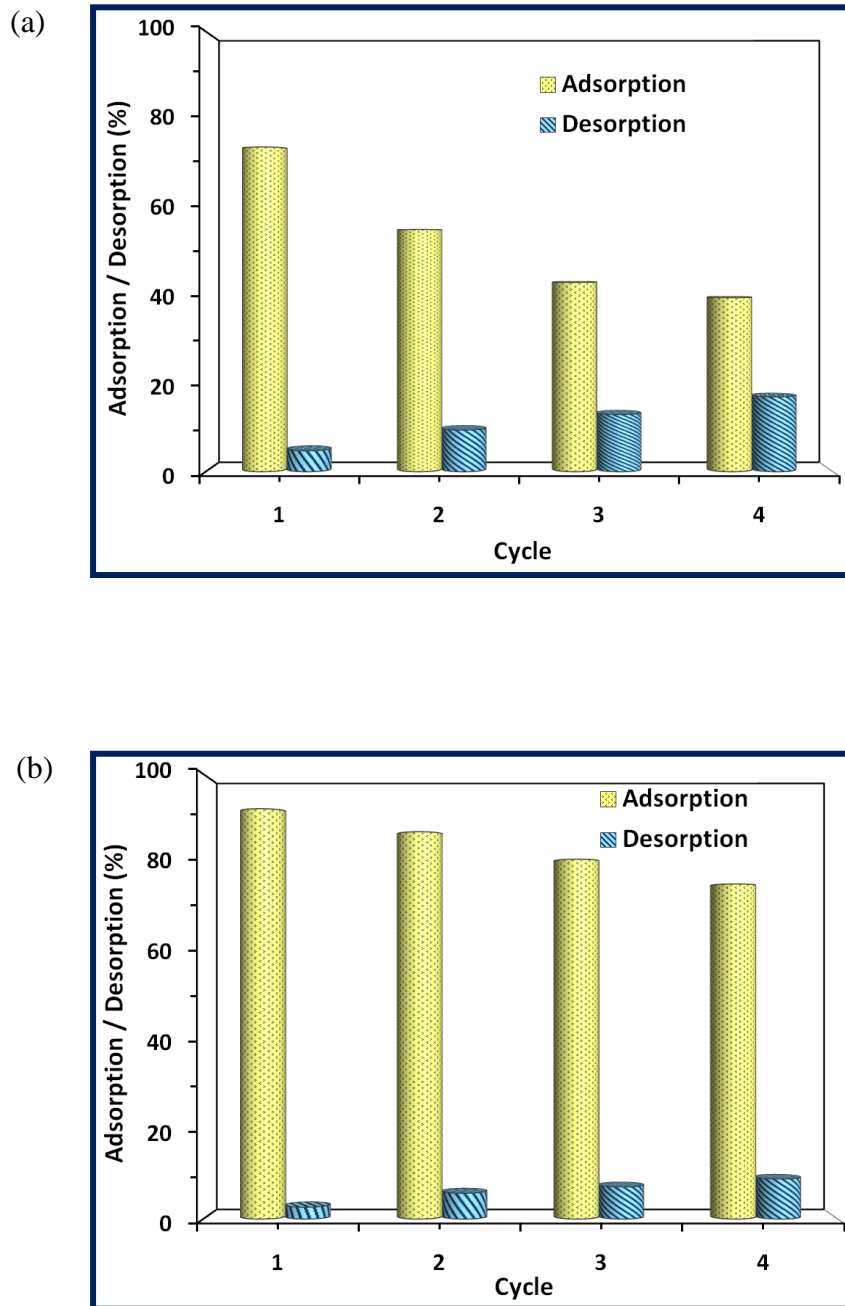 (a)
100
80
60
40
20
0
Adsorption / Desorption (%)
Adsorption
Desorption
1 2 3 4
Cycle
(b)
100
80
60
40
20
0
Adsorption / Desorption (%)
Adsorption
Desorption
1 2 3 4
Cycle